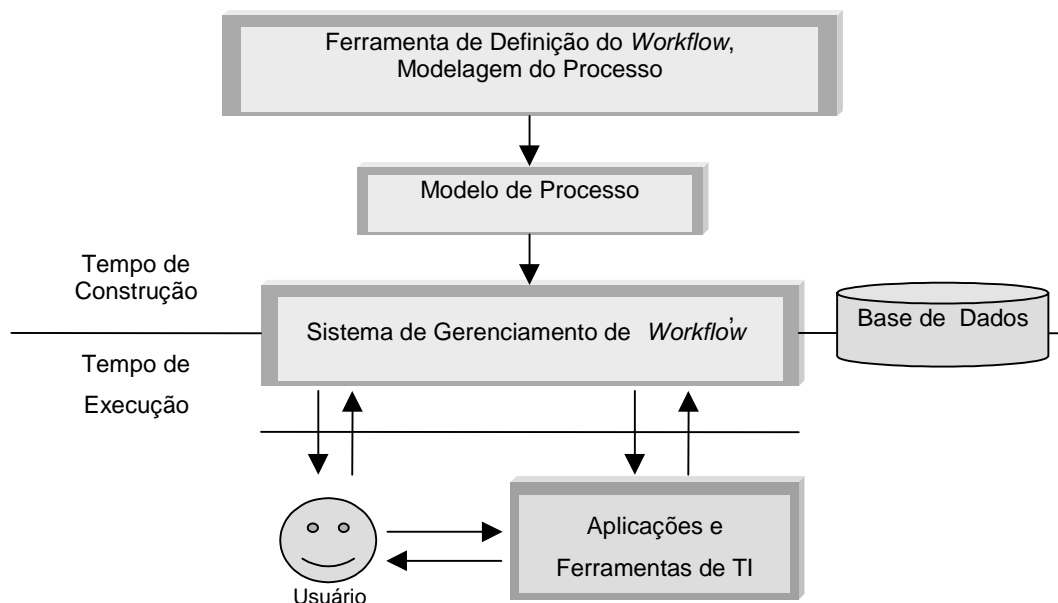 Ferramenta de Definição do Workflow,
Modelagem do Processo
Modelo de Processo
Tempo de
Construção
Sistema de Gerenciamento de Workflow,
Base de Dados
Tempo de
Execução
Aplicações e
Ferramentas de TI
Usuário